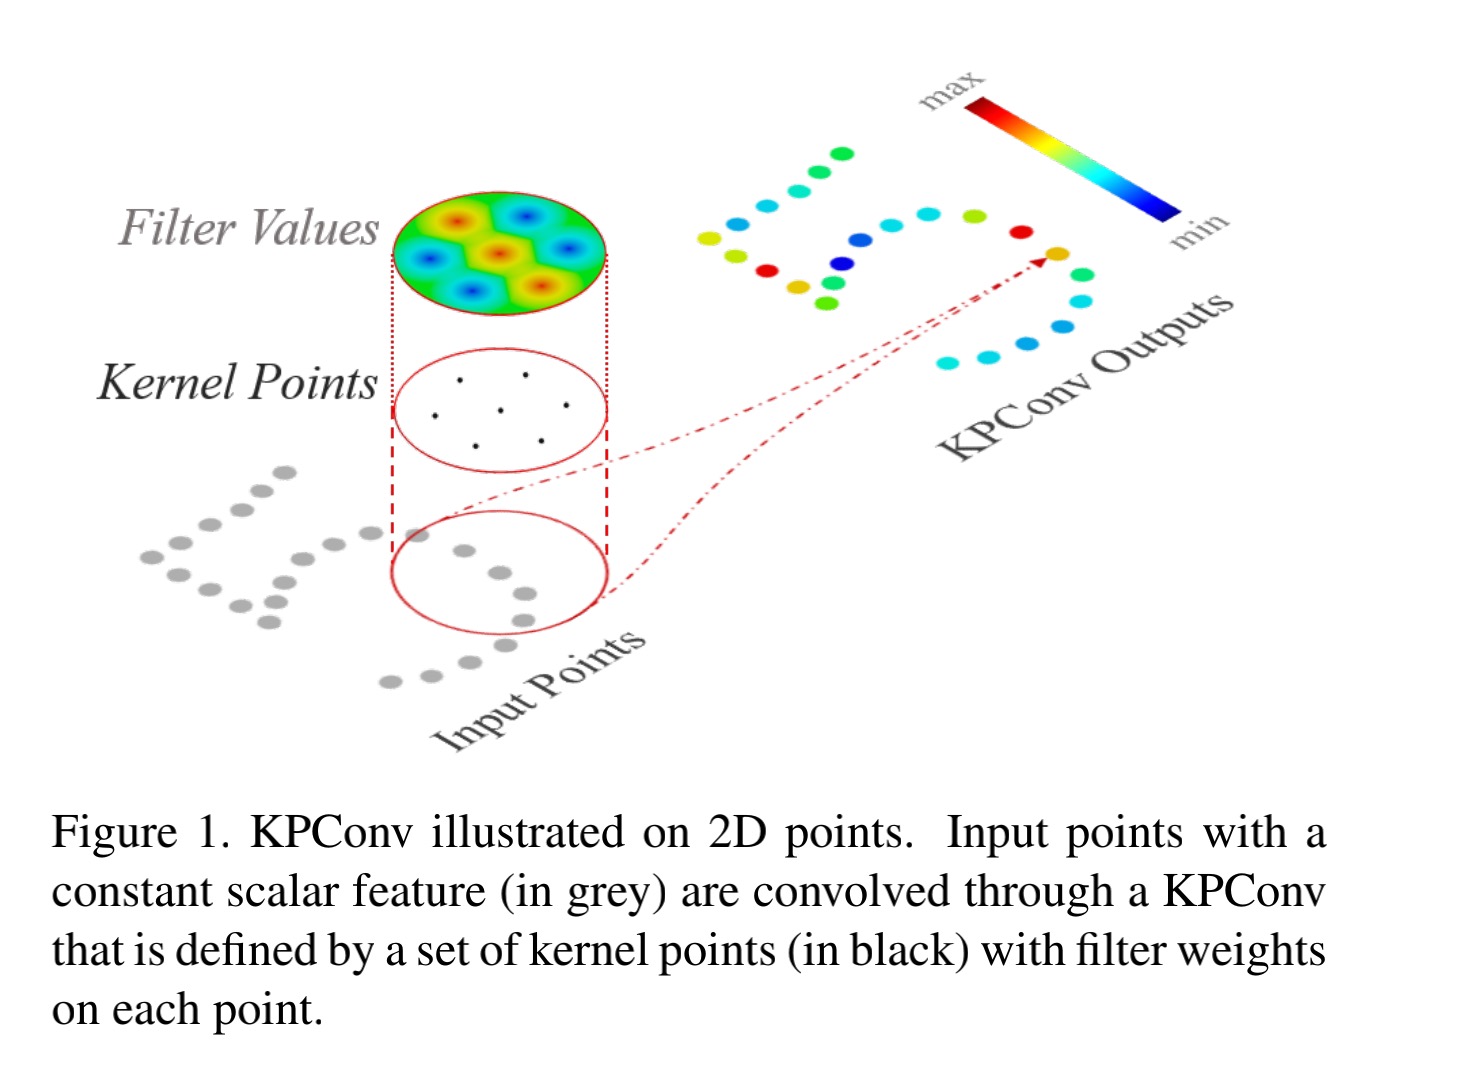 max
Filter Values
min
Kernel Points
KPConv Outputs
Input Points
Figure 1. KPConv illustrated on 2D points. Input points with a
constant scalar feature (in grey) are convolved through a KPConv
that is defined by a set of kernel points (in black) with filter weights
on each point.